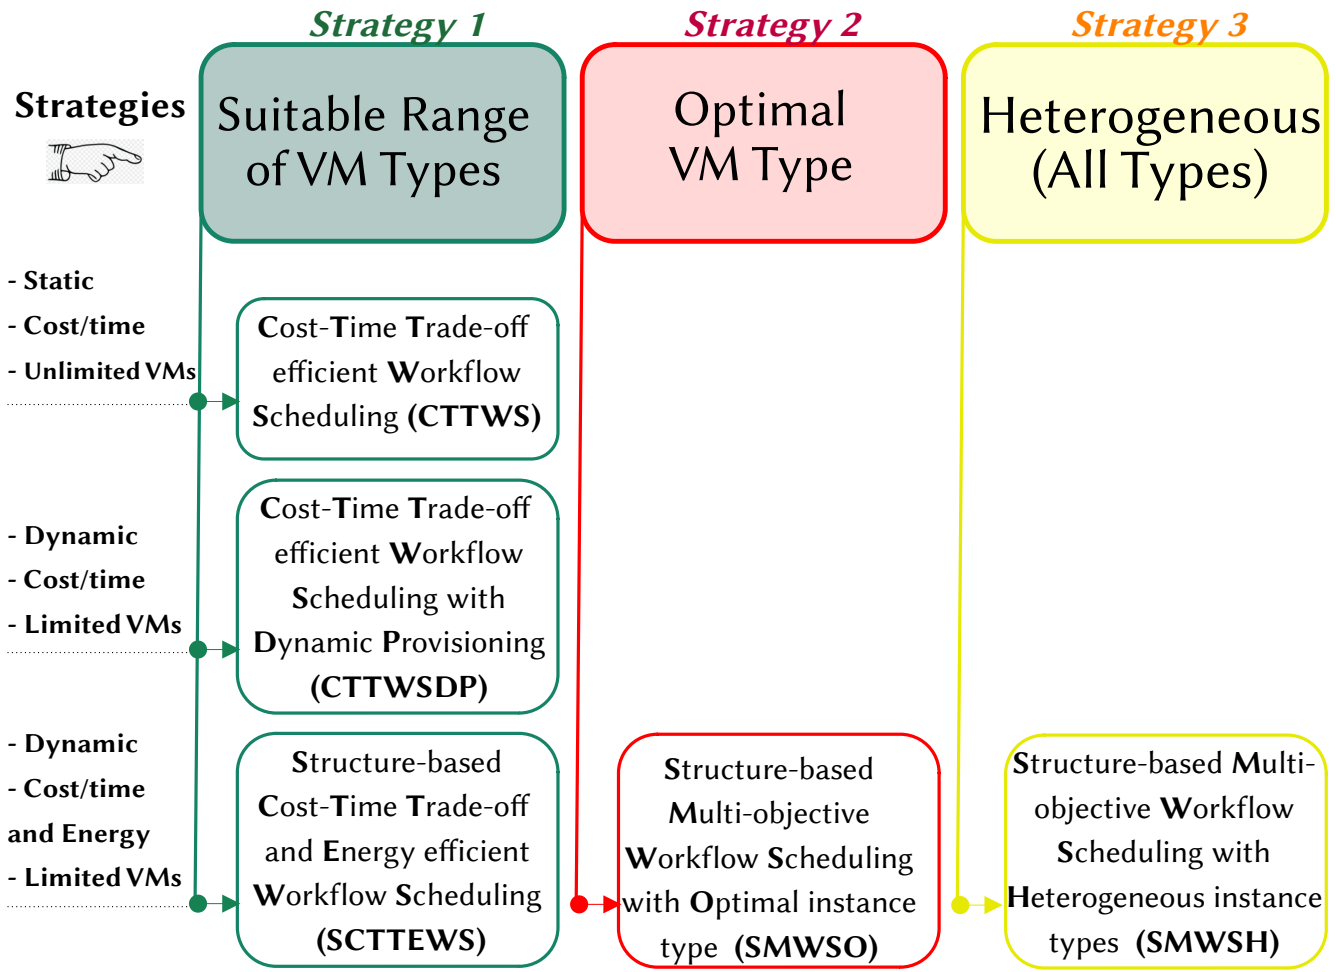 Strategy 1
Strategy 2
Strategy 3
Strategies
Suitable Range
of VM Types
Optimal
VM Type
Heterogeneous
(All Types)
- Static
- Cost/time
- Unlimited VMs
Cost-Time Trade-off
efficient Workflow
Scheduling (CTTWS)
- Dynamic
- Cost/time
- Limited VMs
Cost-Time Trade-off
efficient Workflow
Scheduling with
Dynamic Provisioning
(CTTWSDP)
- Dynamic
- Cost/time
and Energy
- Limited VMs
Structure-based
Cost-Time Trade-off
and Energy efficient
Workflow Scheduling
(SCTTEWS)
Structure-based
Multi-objective
Workflow Scheduling
with Optimal instance
type (SMWSO)
Structure-based Multi-
objective Workflow
Scheduling with
Heterogeneous instance
types (SMWSH)